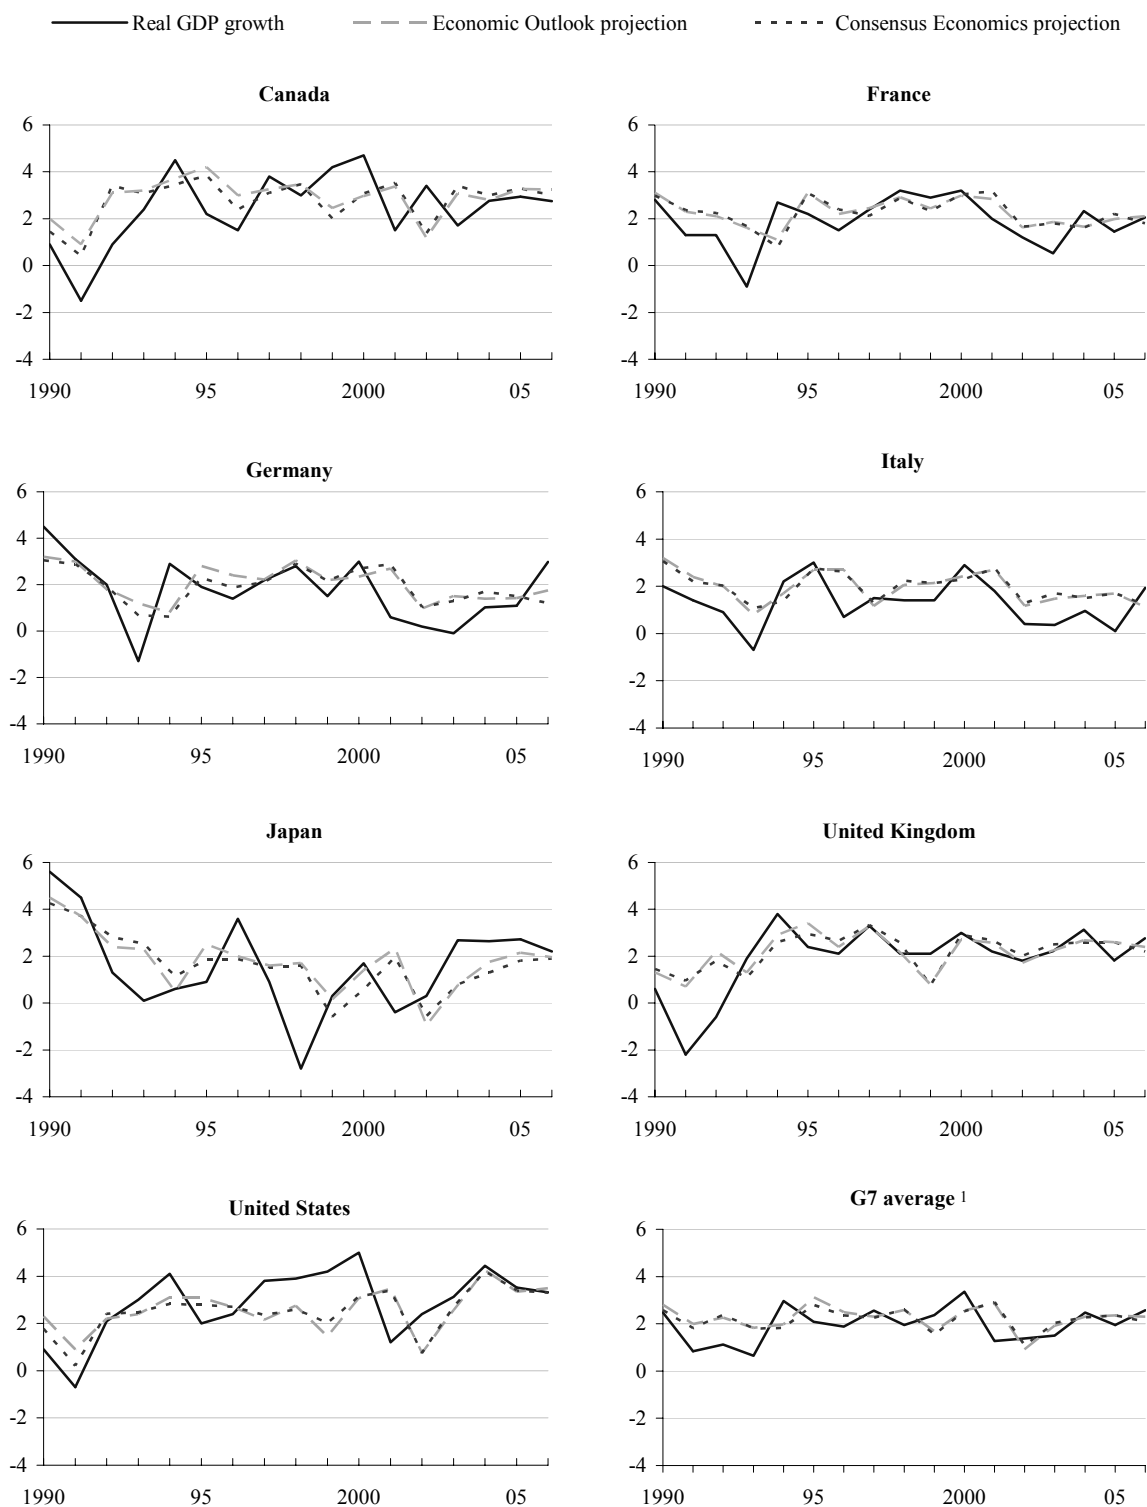 Real GDP growth Economic Outlook projection Consensus Economics projection
Canada
6
4
2
0
-2
-4
1990 95 2000 05
France
6
4
2
0
-2
-4
1990 95 2000 05
Germany
6
4
2
0
-2
-4
1990 95 2000 05
Italy
6
4
2
0
-2
-4
1990 95 2000 05
Japan
6
4
2
0
-2
-4
1990 95 2000 05
United Kingdom
6
4
2
0
-2
-4
1990 95 2000 05
United States
6
4
2
0
-2
-4
1990 95 2000 05
G7 average 1
6
4
2
0
-2
-4
1990 95 2000 05